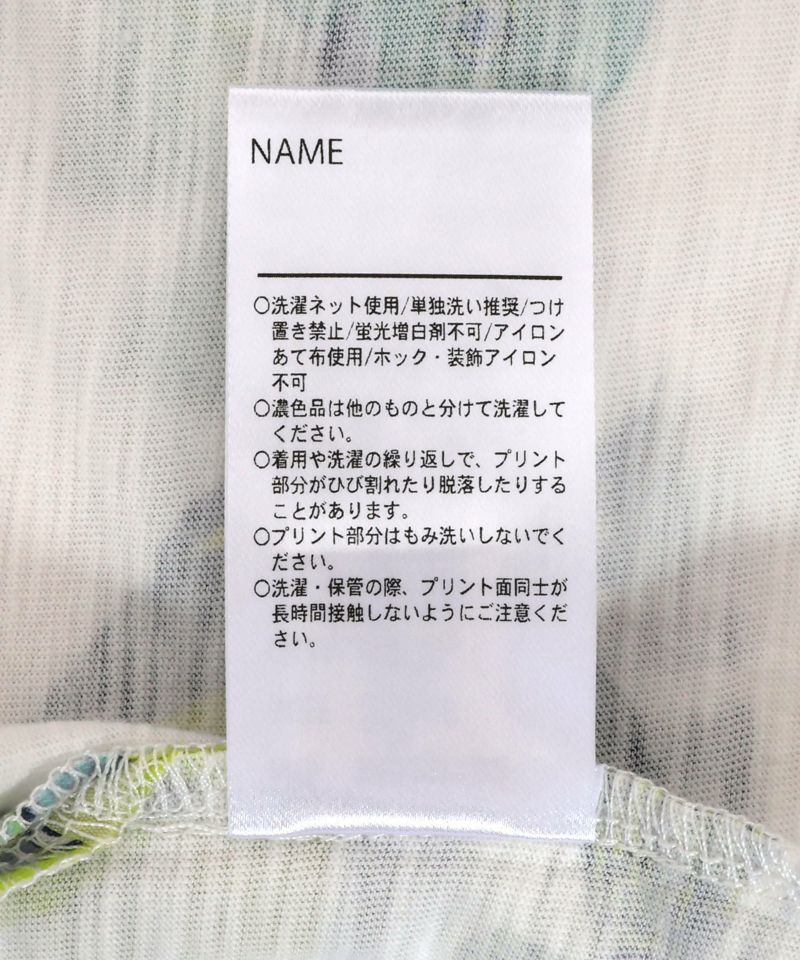 NAME
○洗濯ネット使用/単独洗い推奨/つけ
置き禁止/蛍光増白剤不可/アイロン
あて布使用/ホック・装飾アイロン
不可
○濃色品は他のものと分けて洗濯して
ください。
○着用や洗濯の繰り返しで、プリント
部分がひび割れたり脱落したりする
ことがあります。
○プリント部分はもみ洗いしないでく
ださい。
○洗濯・保管の際、プリント面同士が
長時間接触しないようにご注意くだ
さい。